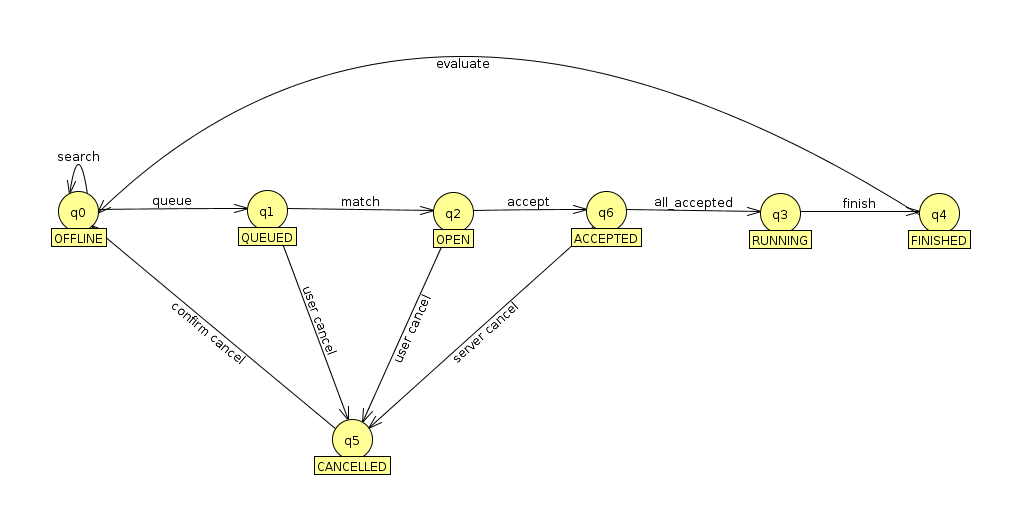 evaluate
search
q0
OFFLINE
queue
q1
QUEUED
match
q2
OPEN
accept
q6
ACCEPTED
all_accepted
q3
RUNNING
finish
q4
FINISHED
confirm cancel
user cancel
user cancel
server cancel
q5
CANCELLED